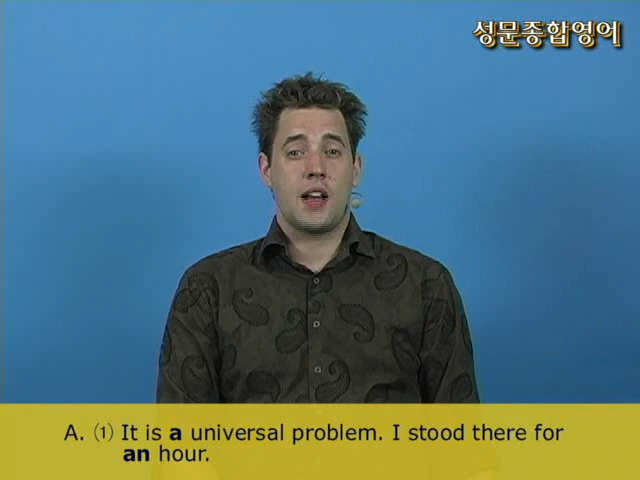 성문종합영어
A. ⑴ It is a universal problem. I stood there for
an hour.